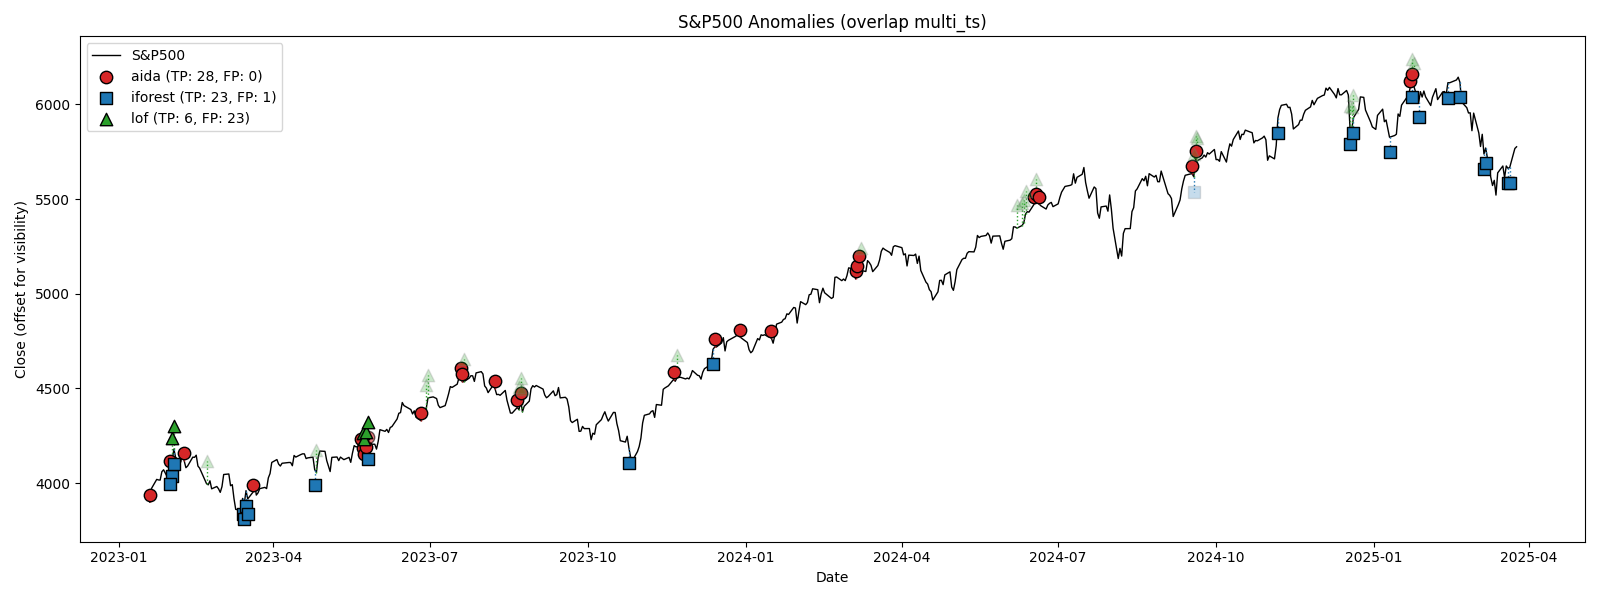 S&P500 Anomalies (overlap multi_ts)
S&P500
aida (TP: 28, FP: 0)
iforest (TP: 23, FP: 1)
lof (TP: 6, FP: 23)
Close (offset for visibility)
6000
5500
5000
4500
4000
2023-01 2023-04 2023-07 2023-10 2024-01 2024-04 2024-07 2024-10 2025-01 2025-04
Date